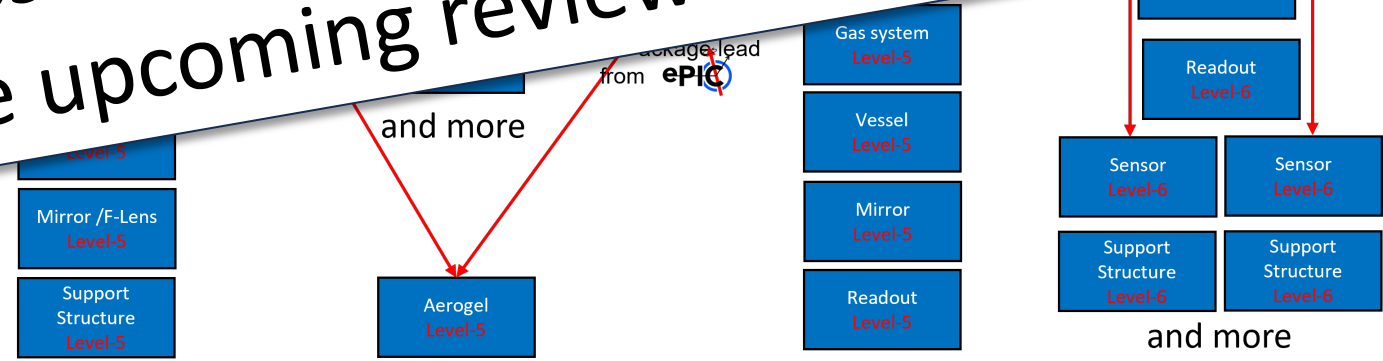 e upcoming review
lead
from ePIC
and more
Level-5
Mirror /F-Lens
Level-5
Support
Structure
Level-5
Aerogel
Level-5
Gas system
Level-5
Vessel
Level-5
Mirror
Level-5
Readout
Level-5
Readout
Level-6
Sensor
Level-6
Sensor
Level-6
Support
Structure
Level-6
Support
Structure
Level-6
and more